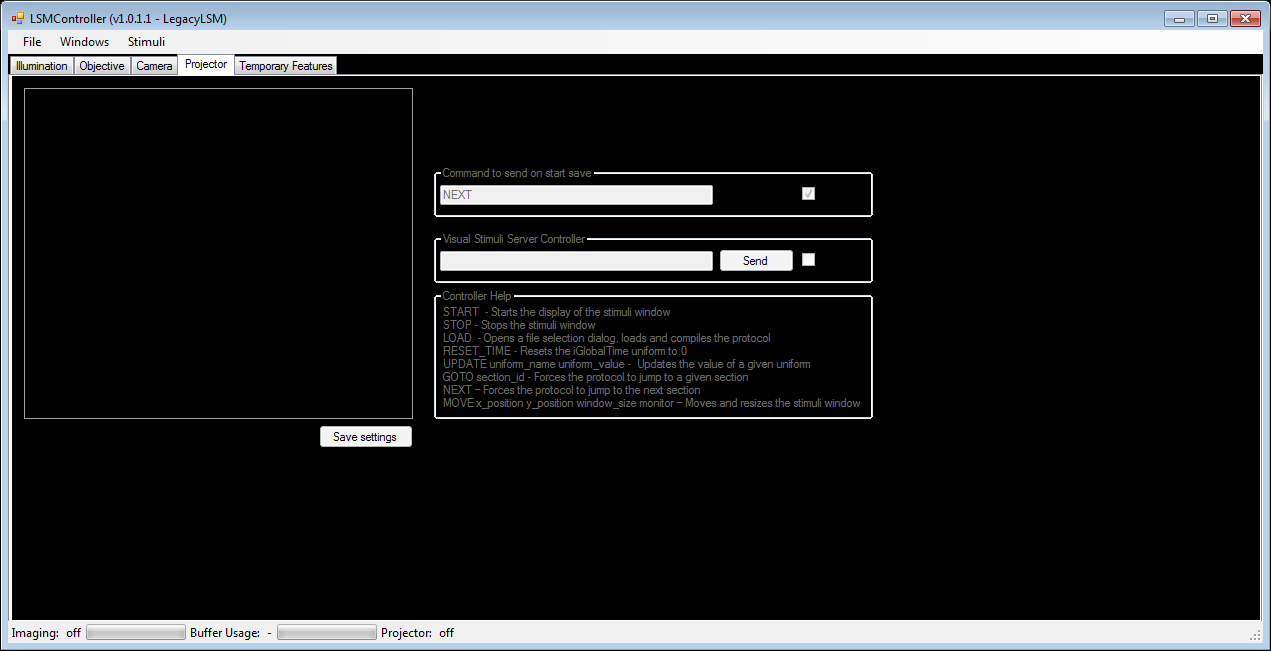 LSMController (v1.0.1.1 - LegacyLSM)
File Windows Stimuli
Illumination Objective Camera Projector Temporary Features
Command to send on start save
NEXT
Visual Stimuli Server Controller
Send
Controller Help
START  - Starts the display of the stimuli window
STOP - Stops the stimuli window
LOAD  - Opens a file selection dialog, loads and compiles the protocol
RESET_TIME - Resets the iGlobalTime uniform to 0
UPDATE uniform_name uniform_value -  Updates the value of a given uniform
GOTO section_id - Forces the protocol to jump to a given section
NEXT – Forces the protocol to jump to the next section
MOVE x_position y_position window_size monitor – Moves and resizes the stimuli window
Save settings
Imaging: off Buffer Usage: - Projector: off